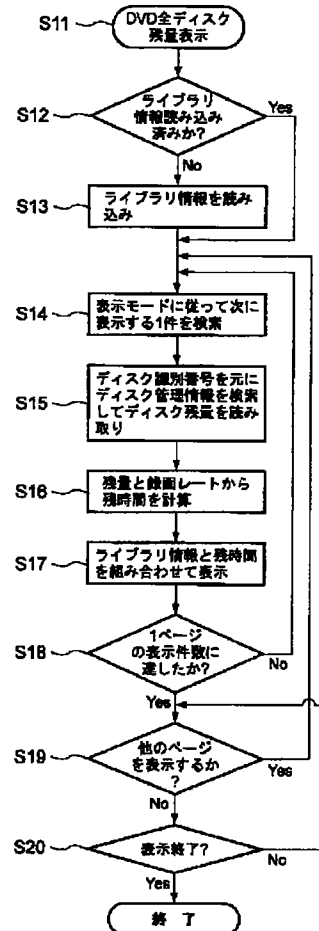 S11
DVD全ディスク
残量表示
S12
ライブラリ
情報読み込み
済みか?
Yes
No
S13
ライブラリ情報を読み
込み
S14
表示モードに従って次に
表示する1件を検索
S15
ディスク識別番号を元に
ディスク管理情報を検索
してディスク残量を読み
取り
S16
残量と録画レートから
残時間を計算
S17
ライブラリ情報と残時間
を組み合わせて表示
S18
1ページ
の表示件数に
達したか?
No
Yes
S19
他のページ
を表示するか
?
Yes
No
S20
表示終了?
No
Yes
終 了